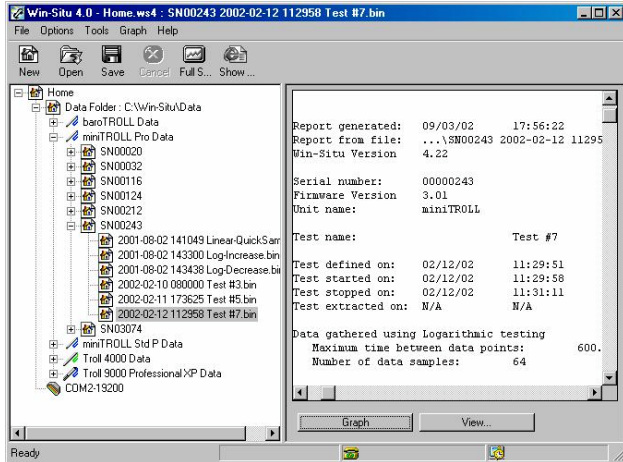 Win-Situ 4.0 - Home.ws4 : SN00243 2002-02-12 112958 Test #7.bin
File Options Tools Graph Help
New Open Save Cancel Full S... Show ...
Home
Data Folder : C:\Win-Situ\Data
baroTROLL Data
miniTROLL Pro Data
SN00020
SN00032
SN00116
SN00124
SN00212
SN00243
2001-08-02 141049 Linear-QuickSam
2001-08-02 143300 Log-Increase.bin
2001-08-02 143438 Log-Decrease.bi
2002-02-10 080000 Test #3.bin
2002-02-11 173625 Test #5.bin
2002-02-12 112958 Test #7.bin
SN03074
miniTROLL Std P Data
Troll 4000 Data
Troll 9000 Professional XP Data
COM2-19200
Report generated: 09/03/02 17:56:22
Report from file: ...\SN00243 2002-02-12 11295
Win-Situ Version 4.22
Serial number: 00000243
Firmware Version 3.01
Unit name: miniTROLL
Test name: Test #7
Test defined on: 02/12/02 11:29:51
Test started on: 02/12/02 11:29:58
Test stopped on: 02/12/02 11:31:11
Test extracted on: N/A N/A
Data gathered using Logarithmic testing
Maximum time between data points: 600.
Number of data samples: 64
Graph View...
Ready